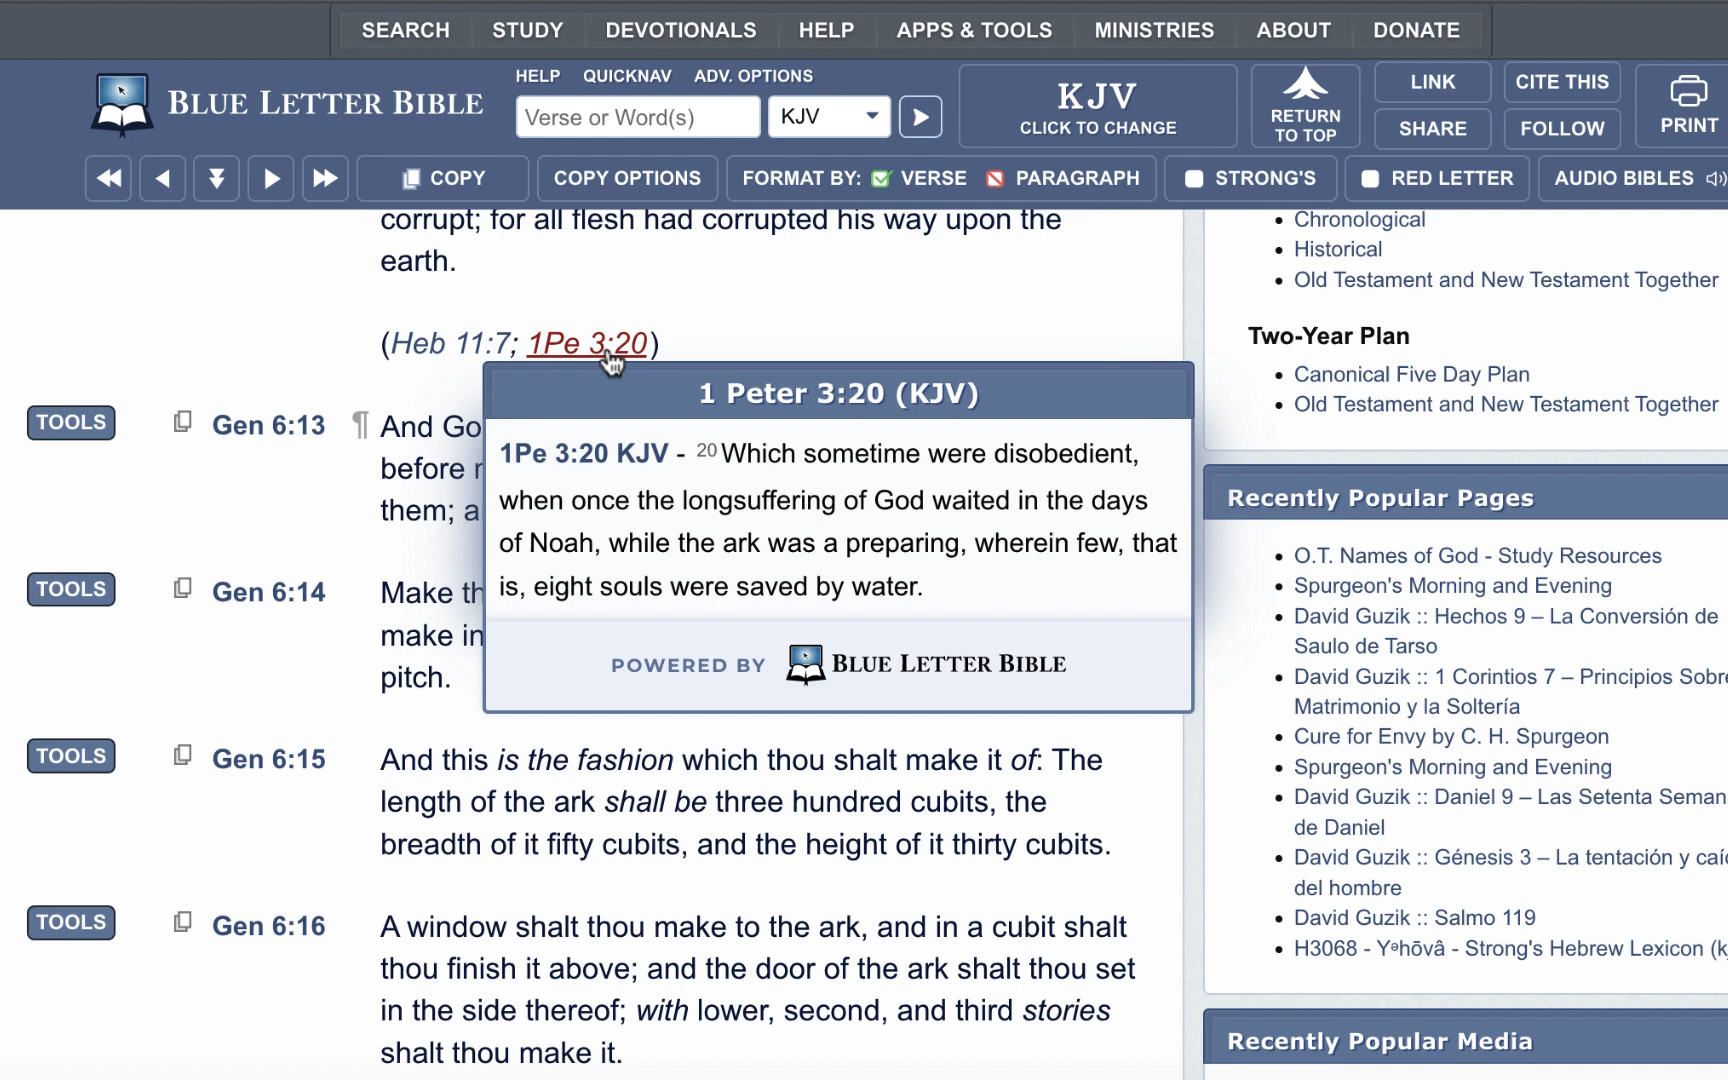 SEARCH STUDY DEVOTIONALS HELP APPS & TOOLS MINISTRIES ABOUT DONATE
BLUE LETTER BIBLE
HELP QUICKNAV ADV. OPTIONS
Verse or Word(s) KJV
KJV
CLICK TO CHANGE
RETURN
TO TOP
LINK CITE THIS
SHARE FOLLOW
PRINT
COPY COPY OPTIONS FORMAT BY: VERSE PARAGRAPH STRONG'S RED LETTER AUDIO BIBLES
corrupt; for all flesh had corrupted his way upon the
earth.
(Heb 11:7; 1Pe 3:20)
1 Peter 3:20 (KJV)
1Pe 3:20 KJV - 20 Which sometime were disobedient,
when once the longsuffering of God waited in the days
of Noah, while the ark was a preparing, wherein few, that
is, eight souls were saved by water.
POWERED BY BLUE LETTER BIBLE
TOOLS Gen 6:13 ¶ And Go
before
them; a
TOOLS Gen 6:14 Make th
make in
pitch.
TOOLS Gen 6:15 And this is the fashion which thou shalt make it of: The
length of the ark shall be three hundred cubits, the
breadth of it fifty cubits, and the height of it thirty cubits.
TOOLS Gen 6:16 A window shalt thou make to the ark, and in a cubit shalt
thou finish it above; and the door of the ark shalt thou set
in the side thereof; with lower, second, and third stories
shalt thou make it.
• Chronological
• Historical
• Old Testament and New Testament Together
Two-Year Plan
• Canonical Five Day Plan
• Old Testament and New Testament Together
Recently Popular Pages
• O.T. Names of God - Study Resources
• Spurgeon's Morning and Evening
• David Guzik :: Hechos 9 – La Conversión de
Saulo de Tarso
• David Guzik :: 1 Corintios 7 – Principios Sobre
Matrimonio y la Soltería
• Cure for Envy by C. H. Spurgeon
• Spurgeon's Morning and Evening
• David Guzik :: Daniel 9 – Las Setenta Seman
de Daniel
• David Guzik :: Génesis 3 – La tentación y caí
del hombre
• David Guzik :: Salmo 119
• H3068 - Yᵊhōvâ - Strong's Hebrew Lexicon (k
Recently Popular Media